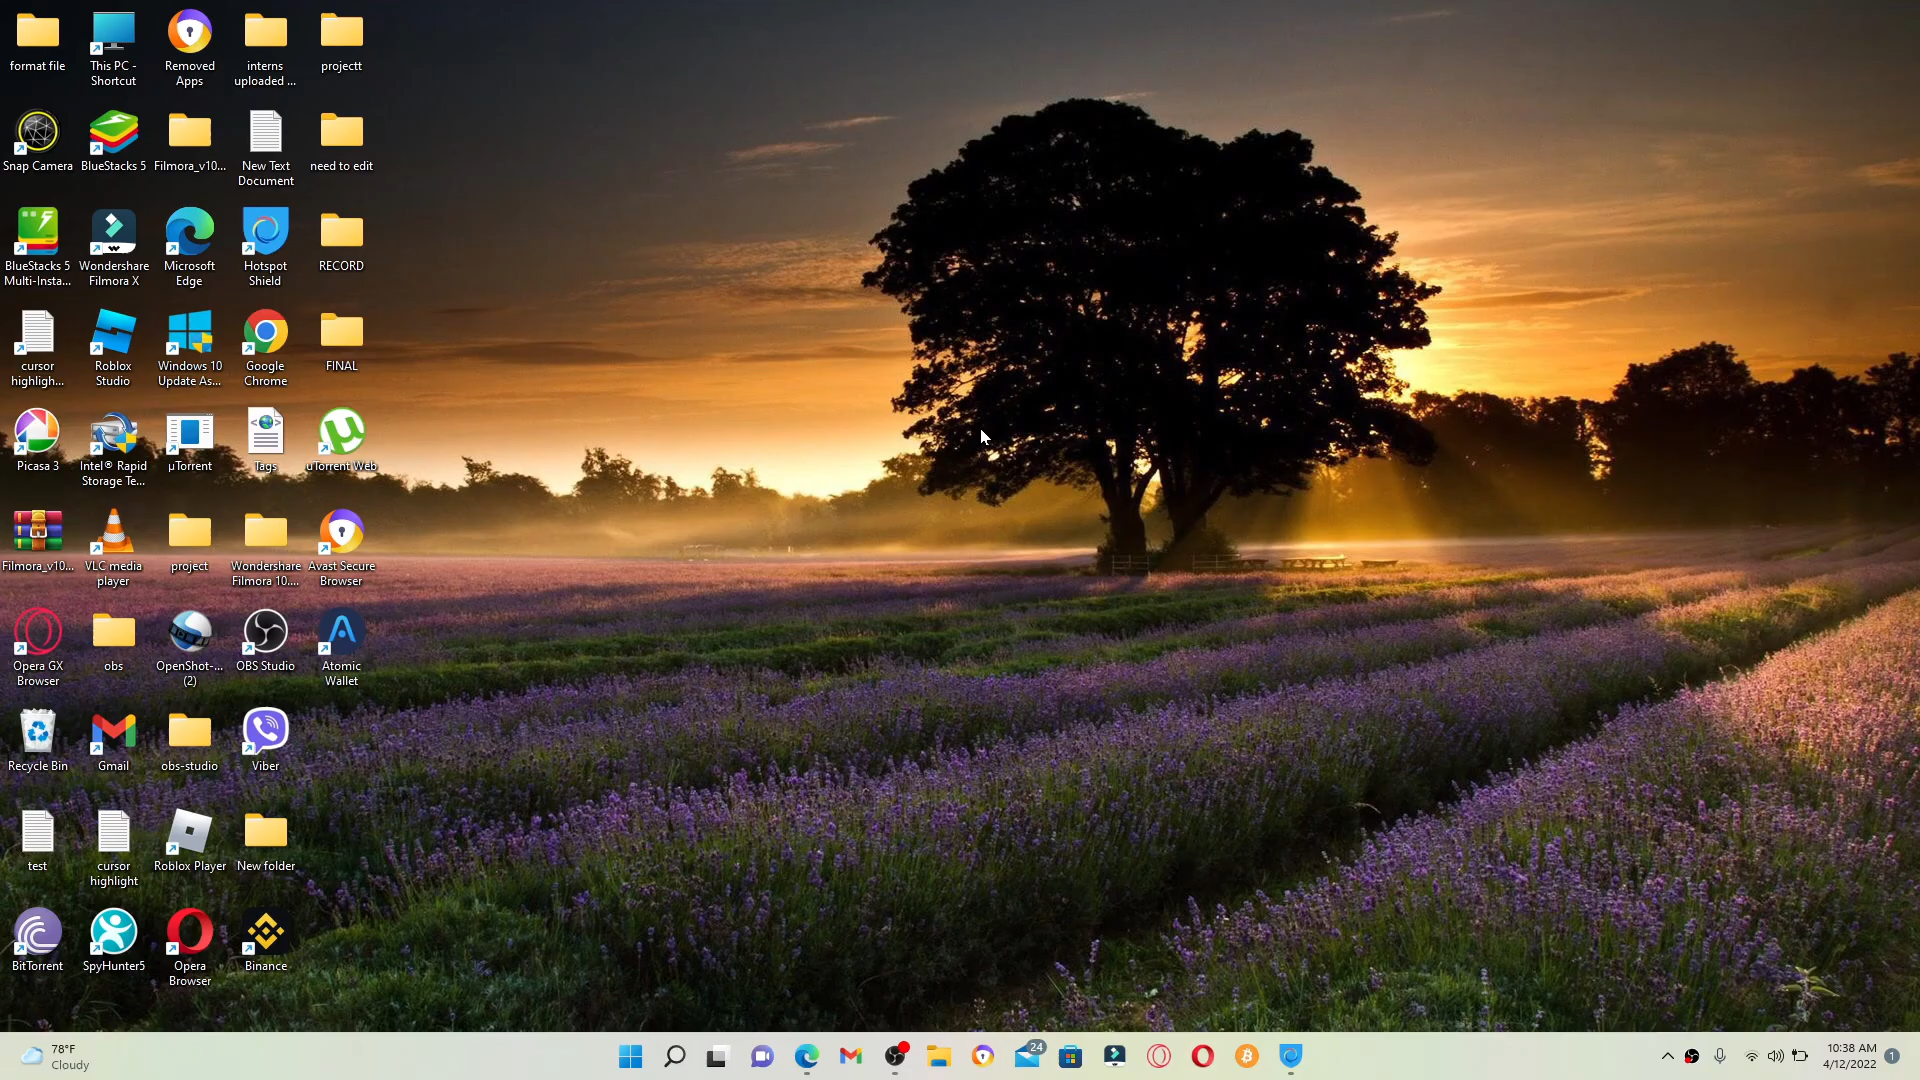 format file
This PC -
Shortcut
Removed
Apps
interns
uploaded ...
projectt
Snap Camera
BlueStacks 5
Filmora_v10...
New Text
Document
need to edit
BlueStacks 5
Multi-Insta...
Wondershare
Filmora X
Microsoft
Edge
Hotspot
Shield
RECORD
cursor
highligh...
Roblox
Studio
Windows 10
Update As...
Google
Chrome
FINAL
Picasa 3
Intel® Rapid
Storage Te...
µTorrent
Tags
uTorrent Web
Filmora_v10...
VLC media
player
project
Wondershare
Filmora 10....
Avast Secure
Browser
Opera GX
Browser
obs
OpenShot-...
(2)
OBS Studio
Atomic
Wallet
Recycle Bin
Gmail
obs-studio
Viber
test
cursor
highlight
Roblox Player
New folder
BitTorrent
SpyHunter5
Opera
Browser
Binance
78°F
Cloudy
24
10:38 AM
4/12/2022
1